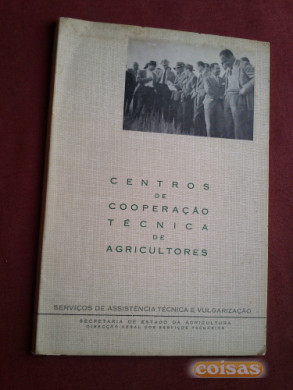 CENTROS
DE
COOPERAÇÃO
TÉCNICA
DE
AGRICULTORES
SERVIÇOS DE ASSISTÊNCIA TÉCNICA E VULGARIZAÇÃO
SECRETARIA DE ESTADO DA AGRICULTURA
DIRECÇÃO GERAL DOS SERVIÇOS PECUÁRIOS
coisas